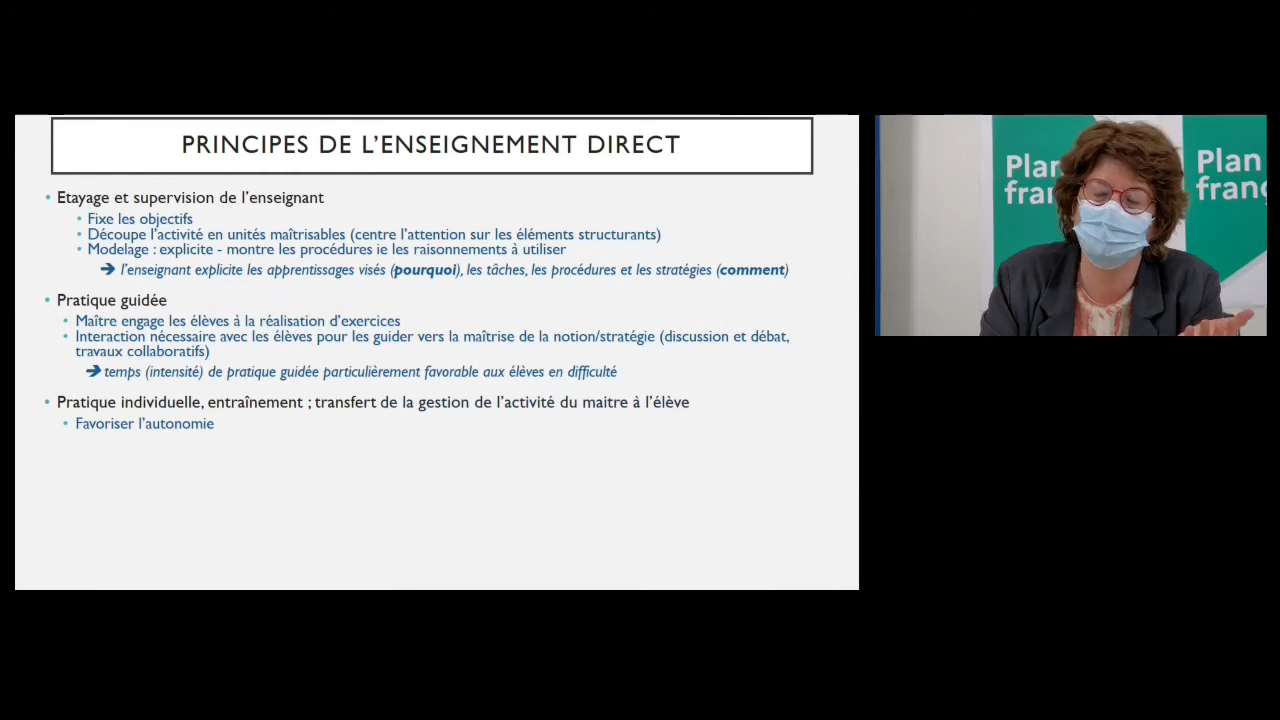 PRINCIPES DE L'ENSEIGNEMENT DIRECT
• Etayage et supervision de l'enseignant
• Fixe les objectifs
• Découpe l'activité en unités maîtrisables (centre l'attention sur les éléments structurants)
• Modelage : explicite - montre les procédures ie les raisonnements à utiliser
➔ l'enseignant explicite les apprentissages visés (pourquoi), les tâches, les procédures et les stratégies (comment)
• Pratique guidée
• Maître engage les élèves à la réalisation d'exercices
• Interaction nécessaire avec les élèves pour les guider vers la maîtrise de la notion/stratégie (discussion et débat,
travaux collaboratifs)
➔ temps (intensité) de pratique guidée particulièrement favorable aux élèves en difficulté
• Pratique individuelle, entraînement ; transfert de la gestion de l'activité du maitre à l'élève
• Favoriser l'autonomie
Plan
Plan